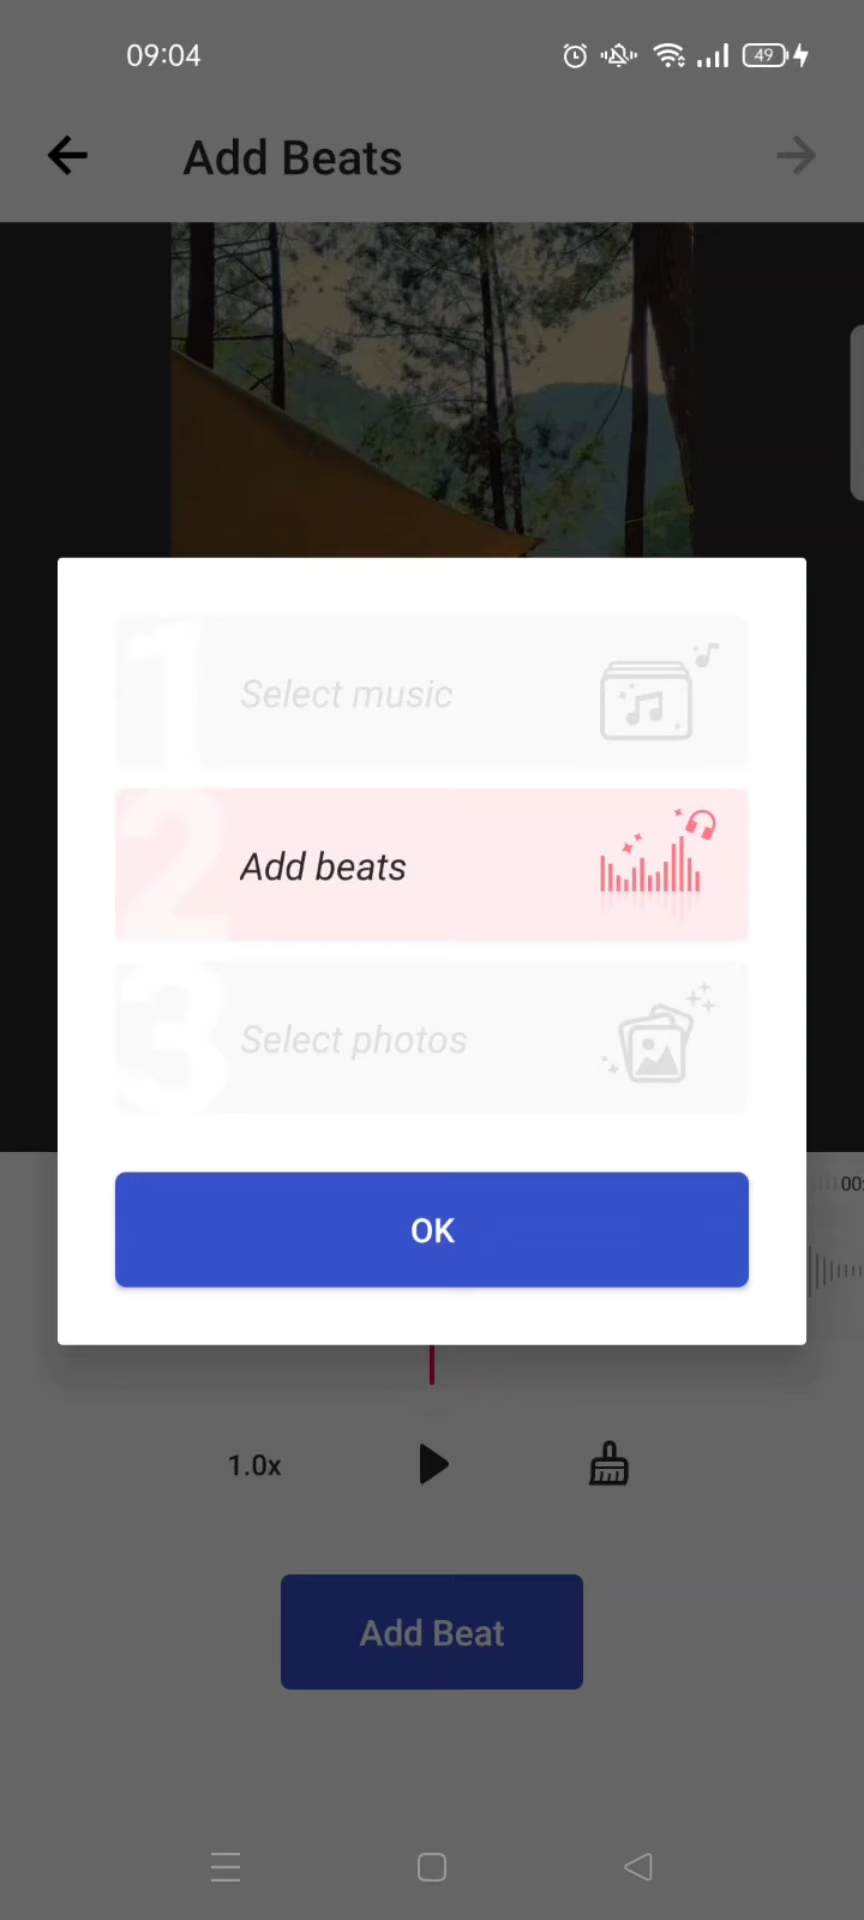 09:04
49
Add Beats
1
Select music
2
Add beats
3
Select photos
OK
00:
1.0x
Add Beat